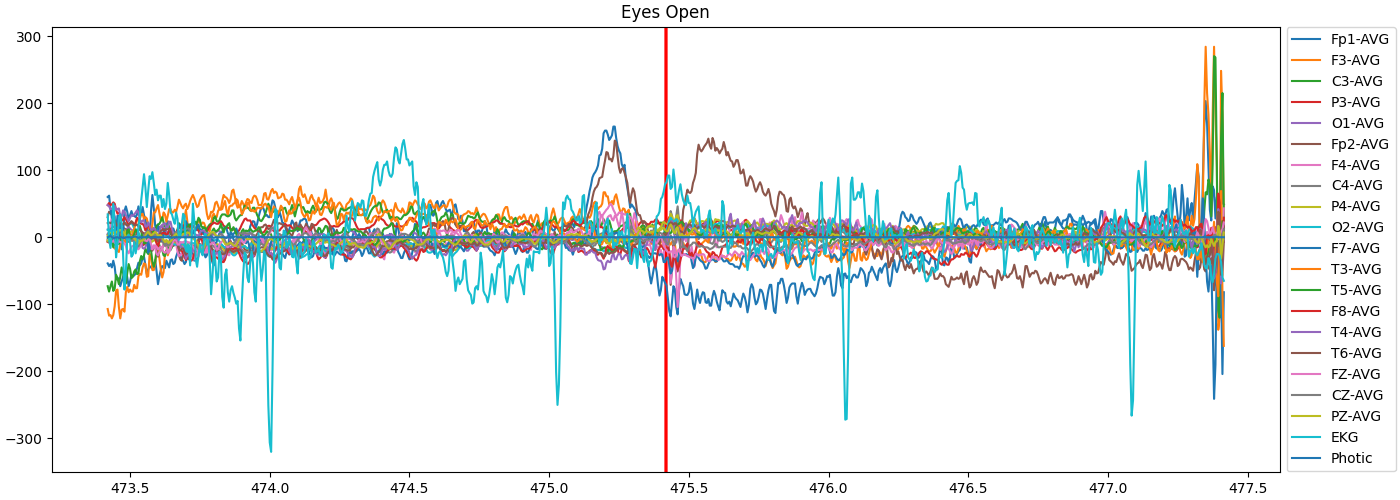 Eyes Open
300
200
100
0
−100
−200
−300
473.5 474.0 474.5 475.0 475.5 476.0 476.5 477.0 477.5
Fp1-AVG
F3-AVG
C3-AVG
P3-AVG
O1-AVG
Fp2-AVG
F4-AVG
C4-AVG
P4-AVG
O2-AVG
F7-AVG
T3-AVG
T5-AVG
F8-AVG
T4-AVG
T6-AVG
FZ-AVG
CZ-AVG
PZ-AVG
EKG
Photic